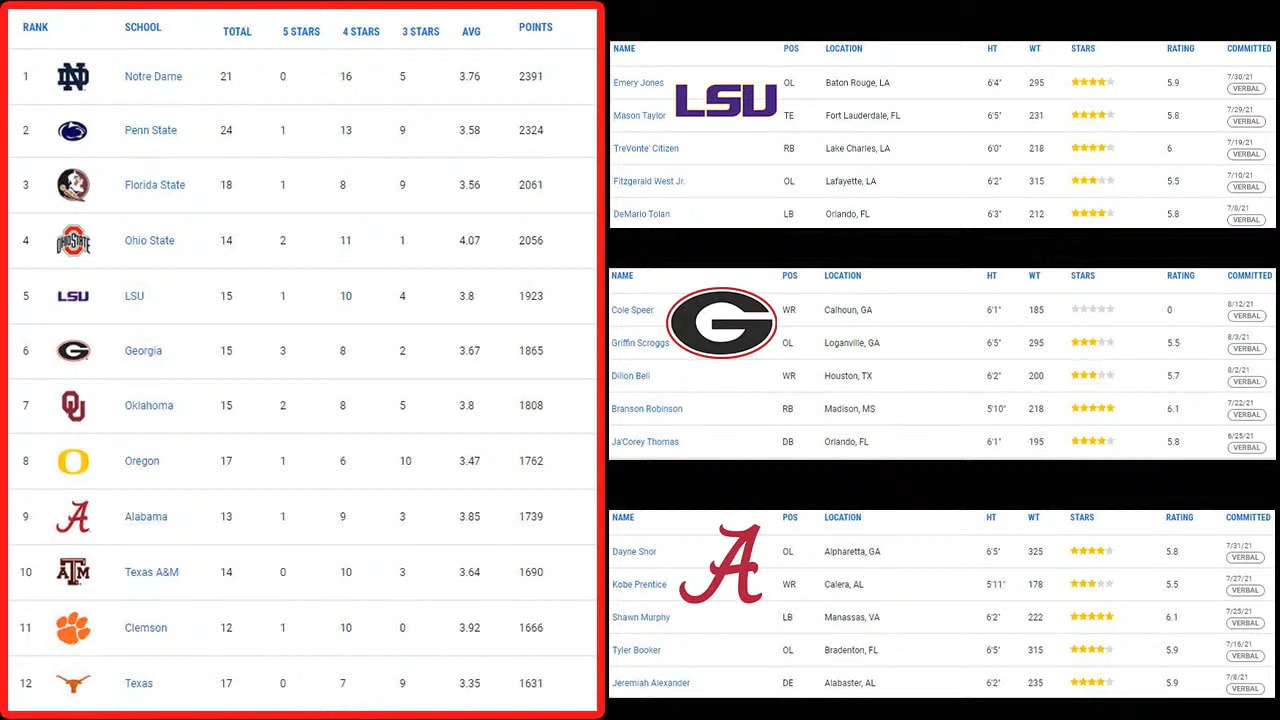 RANK SCHOOL TOTAL 5 STARS 4 STARS 3 STARS AVG POINTS
1 ND Notre Dame 21 0 16 5 3.76 2391
2 Penn State 24 1 13 9 3.58 2324
3 Florida State 18 1 8 9 3.56 2061
4 OHIO STATE Ohio State 14 2 11 1 4.07 2056
5 LSU LSU 15 1 10 4 3.8 1923
6 G Georgia 15 3 8 2 3.67 1865
7 OU Oklahoma 15 2 8 5 3.8 1808
8 O Oregon 17 1 6 10 3.47 1762
9 A Alabama 13 1 9 3 3.85 1739
10 ATM Texas A&M 14 0 10 3 3.64 1690
11 Clemson 12 1 10 0 3.92 1666
12 Texas 17 0 7 9 3.35 1631
NAME POS LOCATION HT WT STARS RATING COMMITTED
LSU
Emery Jones OL Baton Rouge, LA 6'4" 295 5.9 7/30/21 VERBAL
Mason Taylor TE Fort Lauderdale, FL 6'5" 231 5.8 7/29/21 VERBAL
TreVonte' Citizen RB Lake Charles, LA 6'0" 218 6 7/19/21 VERBAL
Fitzgerald West Jr. OL Lafayette, LA 6'2" 315 5.5 7/10/21 VERBAL
DeMario Tolan LB Orlando, FL 6'3" 212 5.8 7/8/21 VERBAL
NAME POS LOCATION HT WT STARS RATING COMMITTED
G
Cole Speer WR Calhoun, GA 6'1" 185 0 8/12/21 VERBAL
Griffin Scroggs OL Loganville, GA 6'5" 295 5.5 8/3/21 VERBAL
Dillon Bell WR Houston, TX 6'2" 200 5.7 8/2/21 VERBAL
Branson Robinson RB Madison, MS 5'10" 218 6.1 7/22/21 VERBAL
Ja'Corey Thomas DB Orlando, FL 6'1" 195 5.8 6/25/21 VERBAL
NAME POS LOCATION HT WT STARS RATING COMMITTED
A
Dayne Shor OL Alpharetta, GA 6'5" 325 5.8 7/31/21 VERBAL
Kobe Prentice WR Calera, AL 5'11" 178 5.5 7/27/21 VERBAL
Shawn Murphy LB Manassas, VA 6'2" 222 6.1 7/25/21 VERBAL
Tyler Booker OL Bradenton, FL 6'5" 315 5.9 7/16/21 VERBAL
Jeremiah Alexander DE Alabaster, AL 6'2" 235 5.9 7/8/21 VERBAL